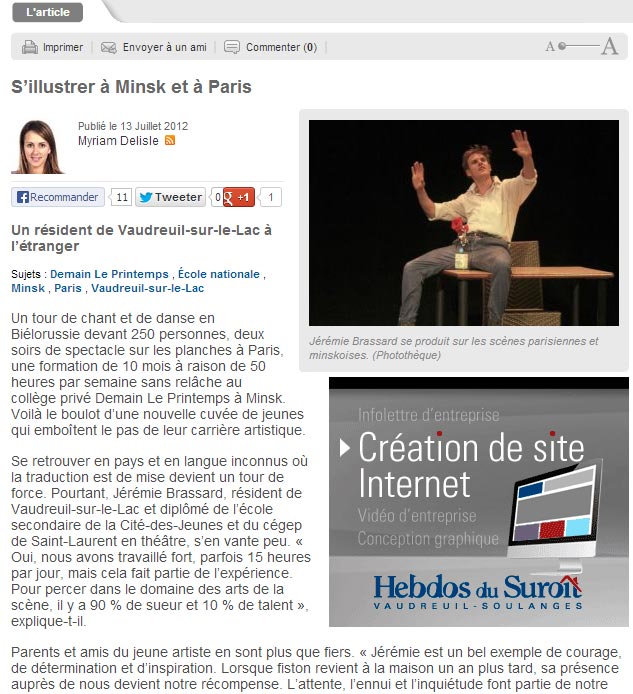 L'article
Imprimer Envoyer à un ami Commenter (0) A A
S'illustrer à Minsk et à Paris
Publié le 13 Juillet 2012
Myriam Delisle
Recommander 11 Tweeter 0 +1 1
Un résident de Vaudreuil-sur-le-Lac à
l'étranger
Sujets : Demain Le Printemps , École nationale ,
Minsk , Paris , Vaudreuil-sur-le-Lac
Jérémie Brassard se produit sur les scènes parisiennes et
minskoises. (Photothèque)
Un tour de chant et de danse en
Biélorussie devant 250 personnes, deux
soirs de spectacle sur les planches à Paris,
une formation de 10 mois à raison de 50
heures par semaine sans relâche au
collège privé Demain Le Printemps à Minsk.
Voilà le boulot d'une nouvelle cuvée de jeunes
qui emboîtent le pas de leur carrière artistique.
Se retrouver en pays et en langue inconnus où
la traduction est de mise devient un tour de
force. Pourtant, Jérémie Brassard, résident de
Vaudreuil-sur-le-Lac et diplômé de l'école
secondaire de la Cité-des-Jeunes et du cégep
de Saint-Laurent en théâtre, s'en vante peu. «
Oui, nous avons travaillé fort, parfois 15 heures
par jour, mais cela fait partie de l'expérience.
Pour percer dans le domaine des arts de la
scène, il y a 90 % de sueur et 10 % de talent »,
explique-t-il.
Infolettre d'entreprise
Création de site
Internet
Vidéo d'entreprise
Conception graphique
Hebdos du Suroît
VAUDREUIL-SOULANGES
Parents et amis du jeune artiste en sont plus que fiers. « Jérémie est un bel exemple de courage,
de détermination et d'inspiration. Lorsque fiston revient à la maison un an plus tard, sa présence
auprès de nous devient notre récompense. L'attente, l'ennui et l'inquiétude font partie de notre